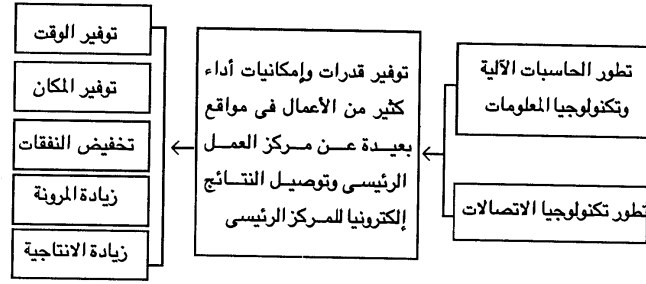 تطور الحاسبات الآلية
وتكنولوجيا المعلومات
تطور تكنولوجيا الاتصالات
توفير قدرات وإمكانيات أداء
كثير من الأعمال فى مواقع
بعيدة عن مركز العمل
الرئيسى وتوصيل النتائج
إلكترونيا للمركز الرئيسى
توفير الوقت
توفير المكان
تخفيض النفقات
زيادة المرونة
زيادة الانتاجية